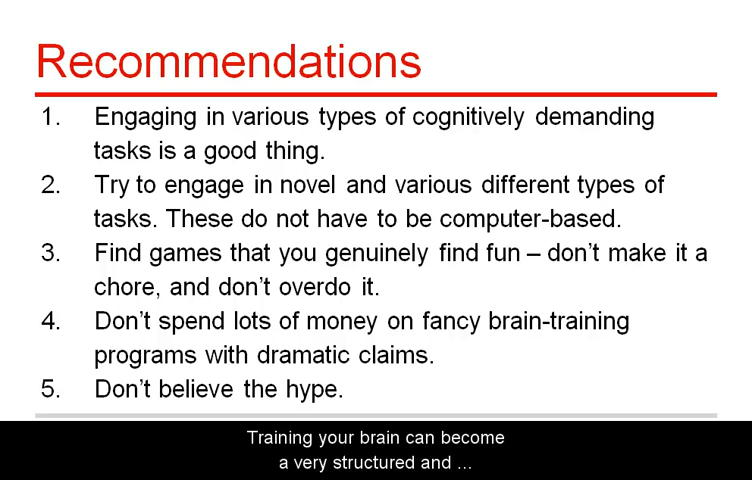 Recommendations
1. Engaging in various types of cognitively demanding
tasks is a good thing.
2. Try to engage in novel and various different types of
tasks. These do not have to be computer-based.
3. Find games that you genuinely find fun – don't make it a
chore, and don't overdo it.
4. Don't spend lots of money on fancy brain-training
programs with dramatic claims.
5. Don't believe the hype.
Training your brain can become
a very structured and ...